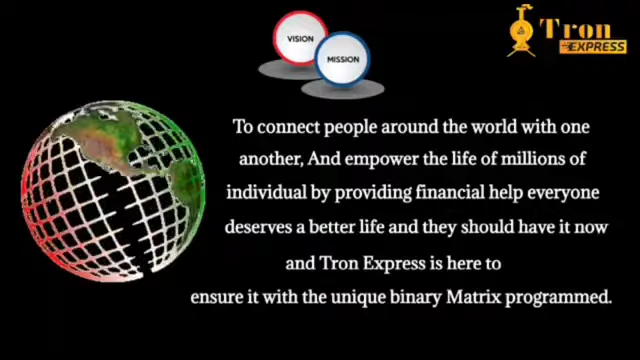 VISION
MISSION
Tron
EXPRESS
To connect people around the world with one
another, And empower the life of millions of
individual by providing financial help everyone
deserves a better life and they should have it now
and Tron Express is here to
ensure it with the unique binary Matrix programmed.